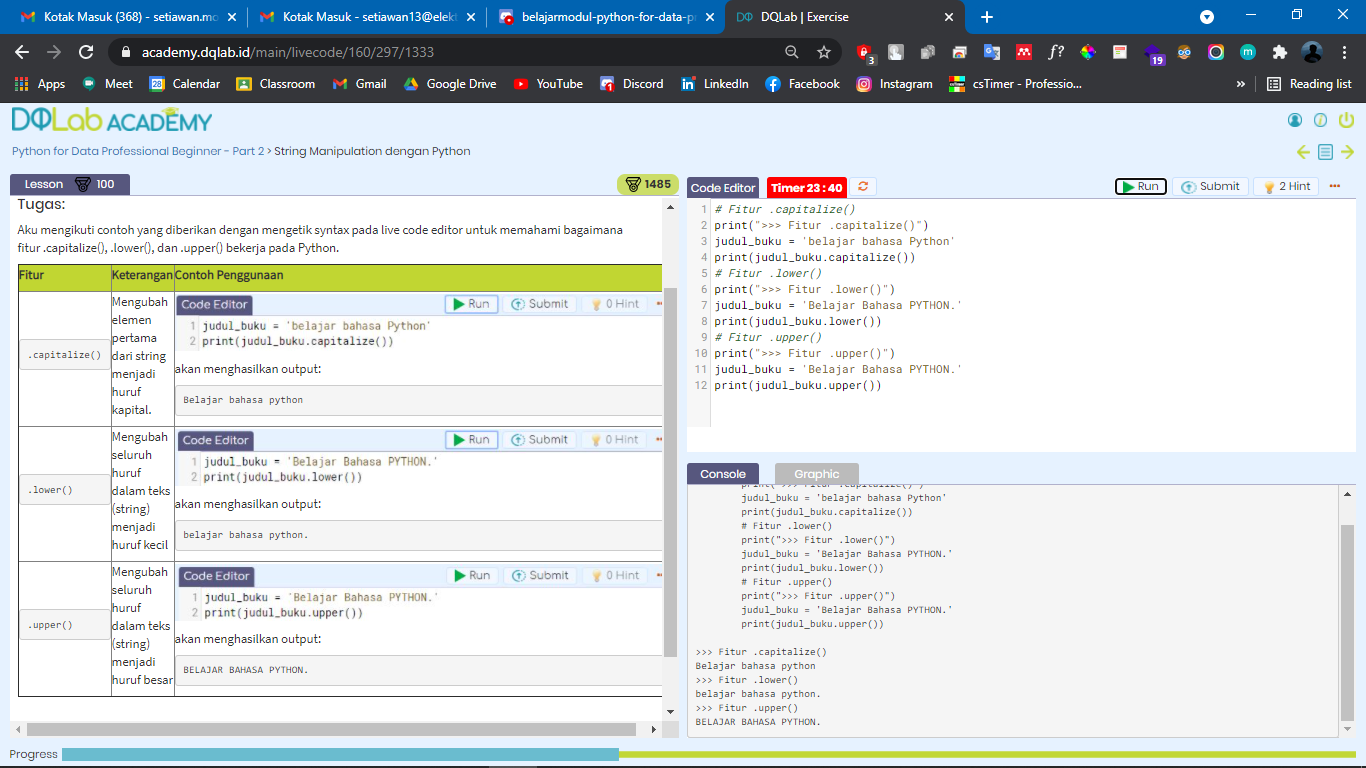 Kotak Masuk (368) - setiawan.mo
Kotak Masuk - setiawan13@elekt
belajarmodul-python-for-data-pr
DQLab | Exercise
academy.dqlab.id/main/livecode/160/297/1333
3
f?
19
Apps
Meet
28
Calendar
Classroom
Gmail
Google Drive
YouTube
Discord
LinkedIn
Facebook
Instagram
csTimer - Professio...
»
Reading list
DQLab ACADEMY
Python for Data Professional Beginner - Part 2 > String Manipulation dengan Python
Lesson 100
1485
Tugas:
Aku mengikuti contoh yang diberikan dengan mengetik syntax pada live code editor untuk memahami bagaimana
fitur .capitalize(), .lower(), dan .upper() bekerja pada Python.
Fitur Keterangan Contoh Penggunaan
.capitalize()
Mengubah
elemen
pertama
dari string
menjadi
huruf
kapital.
Code Editor Run Submit 0 Hint
1 judul_buku = 'belajar bahasa Python'
2 print(judul_buku.capitalize())
akan menghasilkan output:
Belajar bahasa python
.lower()
Mengubah
seluruh
huruf
dalam teks
(string)
menjadi
huruf kecil
Code Editor Run Submit 0 Hint
1 judul_buku = 'Belajar Bahasa PYTHON.'
2 print(judul_buku.lower())
akan menghasilkan output:
belajar bahasa python.
.upper()
Mengubah
seluruh
huruf
dalam teks
(string)
menjadi
huruf besar
Code Editor Run Submit 0 Hint
1 judul_buku = 'Belajar Bahasa PYTHON.'
2 print(judul_buku.upper())
akan menghasilkan output:
BELAJAR BAHASA PYTHON.
Code Editor Timer 23 : 40 Run Submit 2 Hint
1 # Fitur .capitalize()
2 print(">>> Fitur .capitalize()")
3 judul_buku = 'belajar bahasa Python'
4 print(judul_buku.capitalize())
5 # Fitur .lower()
6 print(">>> Fitur .lower()")
7 judul_buku = 'Belajar Bahasa PYTHON.'
8 print(judul_buku.lower())
9 # Fitur .upper()
10 print(">>> Fitur .upper()")
11 judul_buku = 'Belajar Bahasa PYTHON.'
12 print(judul_buku.upper())
Console Graphic
print(">>> Fitur .capitalize()")
judul_buku = 'belajar bahasa Python'
print(judul_buku.capitalize())
# Fitur .lower()
print(">>> Fitur .lower()")
judul_buku = 'Belajar Bahasa PYTHON.'
print(judul_buku.lower())
# Fitur .upper()
print(">>> Fitur .upper()")
judul_buku = 'Belajar Bahasa PYTHON.'
print(judul_buku.upper())
>>> Fitur .capitalize()
Belajar bahasa python
>>> Fitur .lower()
belajar bahasa python.
>>> Fitur .upper()
BELAJAR BAHASA PYTHON.
Progress